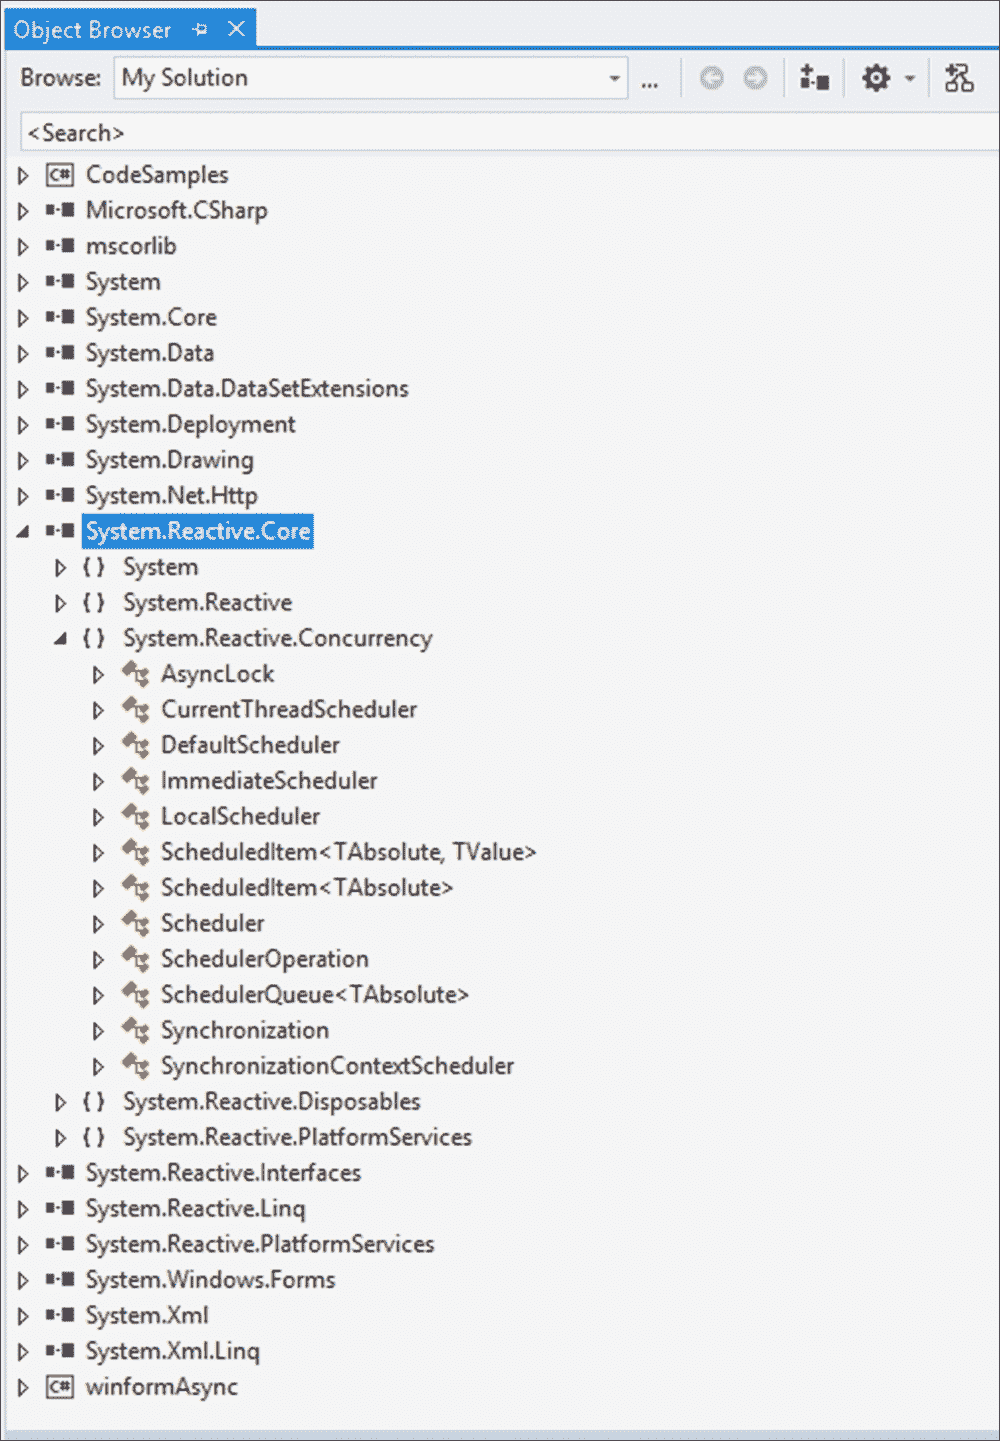 Object Browser
Browse: My Solution ...
<Search>
C# CodeSamples
Microsoft.CSharp
mscorlib
System
System.Core
System.Data
System.Data.DataSetExtensions
System.Deployment
System.Drawing
System.Net.Http
System.Reactive.Core
{} System
{} System.Reactive
{} System.Reactive.Concurrency
AsyncLock
CurrentThreadScheduler
DefaultScheduler
ImmediateScheduler
LocalScheduler
ScheduledItem<TAbsolute, TValue>
ScheduledItem<TAbsolute>
Scheduler
SchedulerOperation
SchedulerQueue<TAbsolute>
Synchronization
SynchronizationContextScheduler
{} System.Reactive.Disposables
{} System.Reactive.PlatformServices
System.Reactive.Interfaces
System.Reactive.Linq
System.Reactive.PlatformServices
System.Windows.Forms
System.Xml
System.Xml.Linq
C# winformAsync